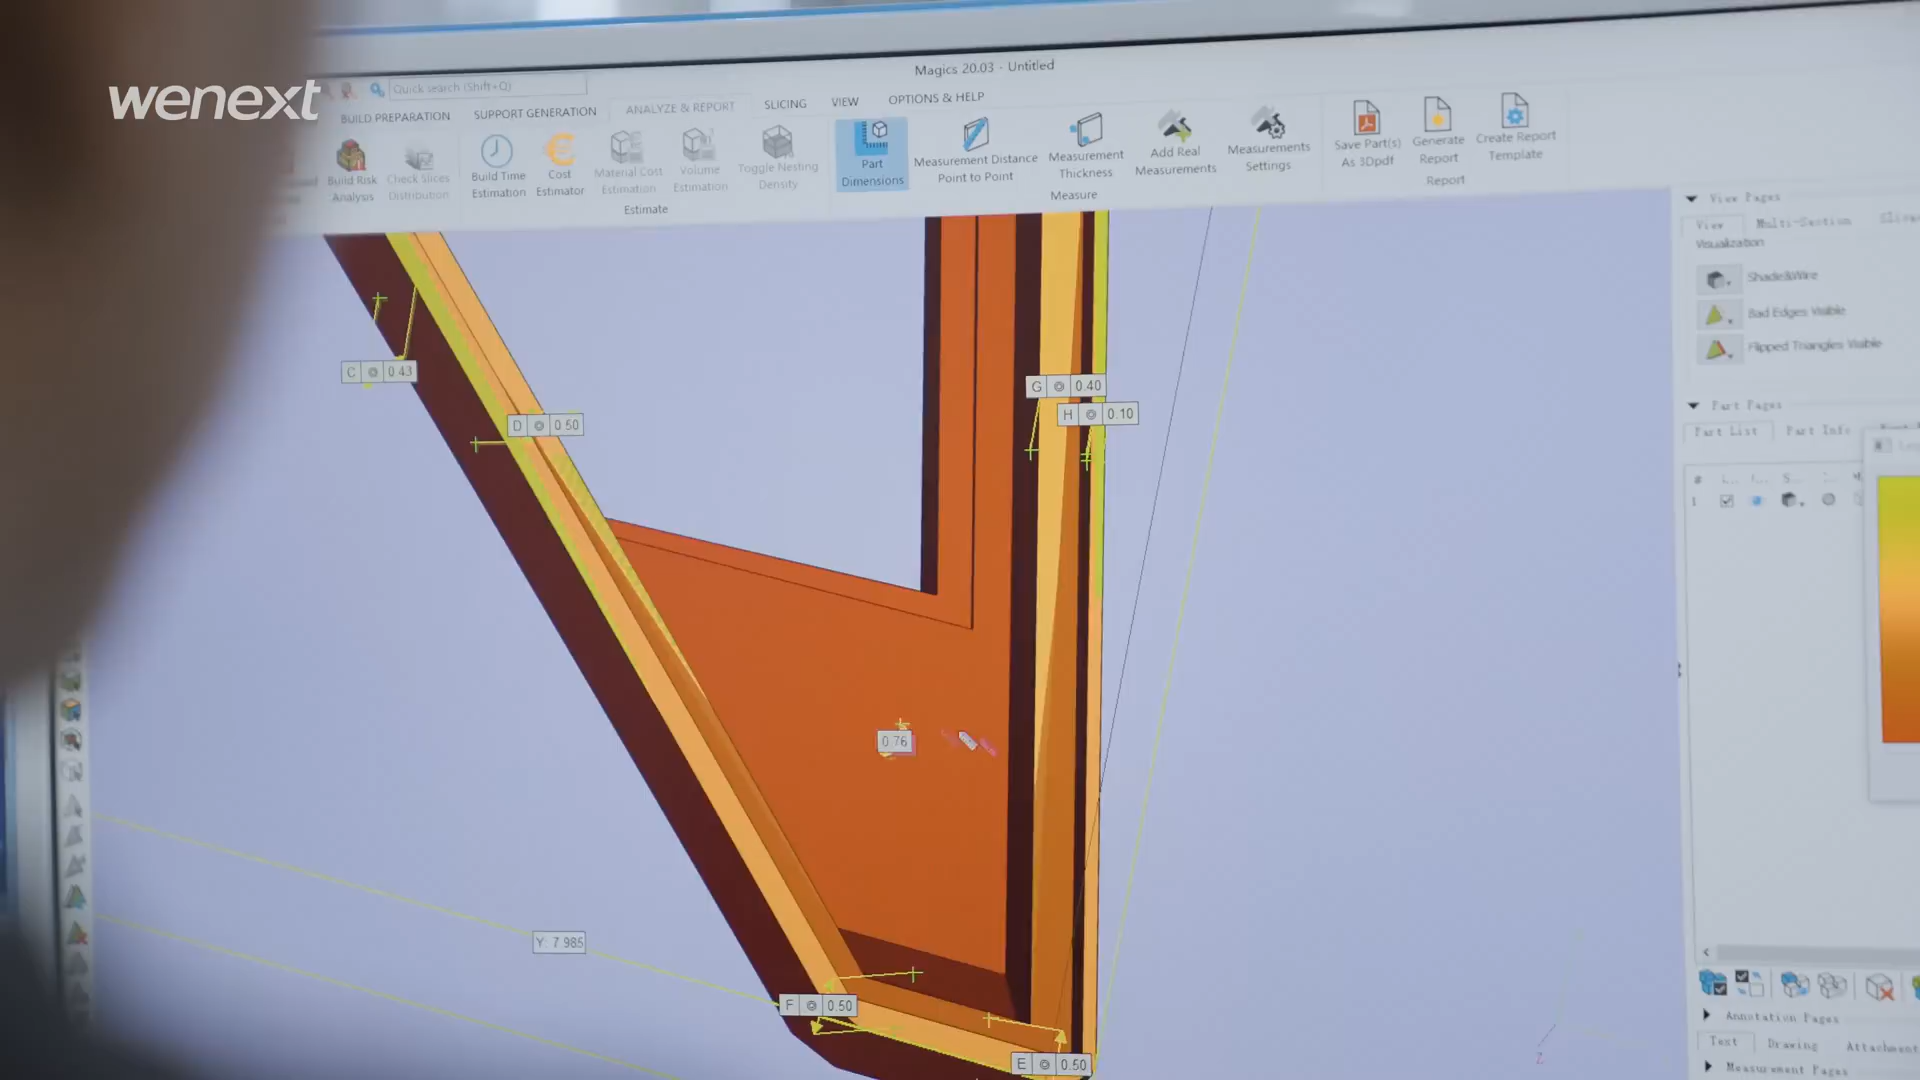 wenext
Magics 20.03 - Untitled
Quick search (Shift+Q)
BUILD PREPARATION
SUPPORT GENERATION
ANALYZE & REPORT
SLICING
VIEW
OPTIONS & HELP
Build Risk
Analysis
Check Slices
Distribution
Build Time
Estimation
Cost
Estimator
Material Cost
Estimation
Volume
Estimation
Toggle Nesting
Density
Estimate
Part
Dimensions
Measurement Distance
Point to Point
Measurement
Thickness
Add Real
Measurements
Measurements
Settings
Measure
Save Part(s)
As 3Dpdf
Generate
Report
Create Report
Template
Report
View Pages
View
Multi-Section
Visualization
Shade&Wire
Bad Edges Visible
Flipped Triangles Visible
Part Pages
Part List
Part Info
#
1
C 0.43
D 0.50
G 0.40
H 0.10
0.76
Y: 7.985
F 0.50
E 0.50
Z
Annotation Pages
Text
Drawing
Attachment
Measurement Pages